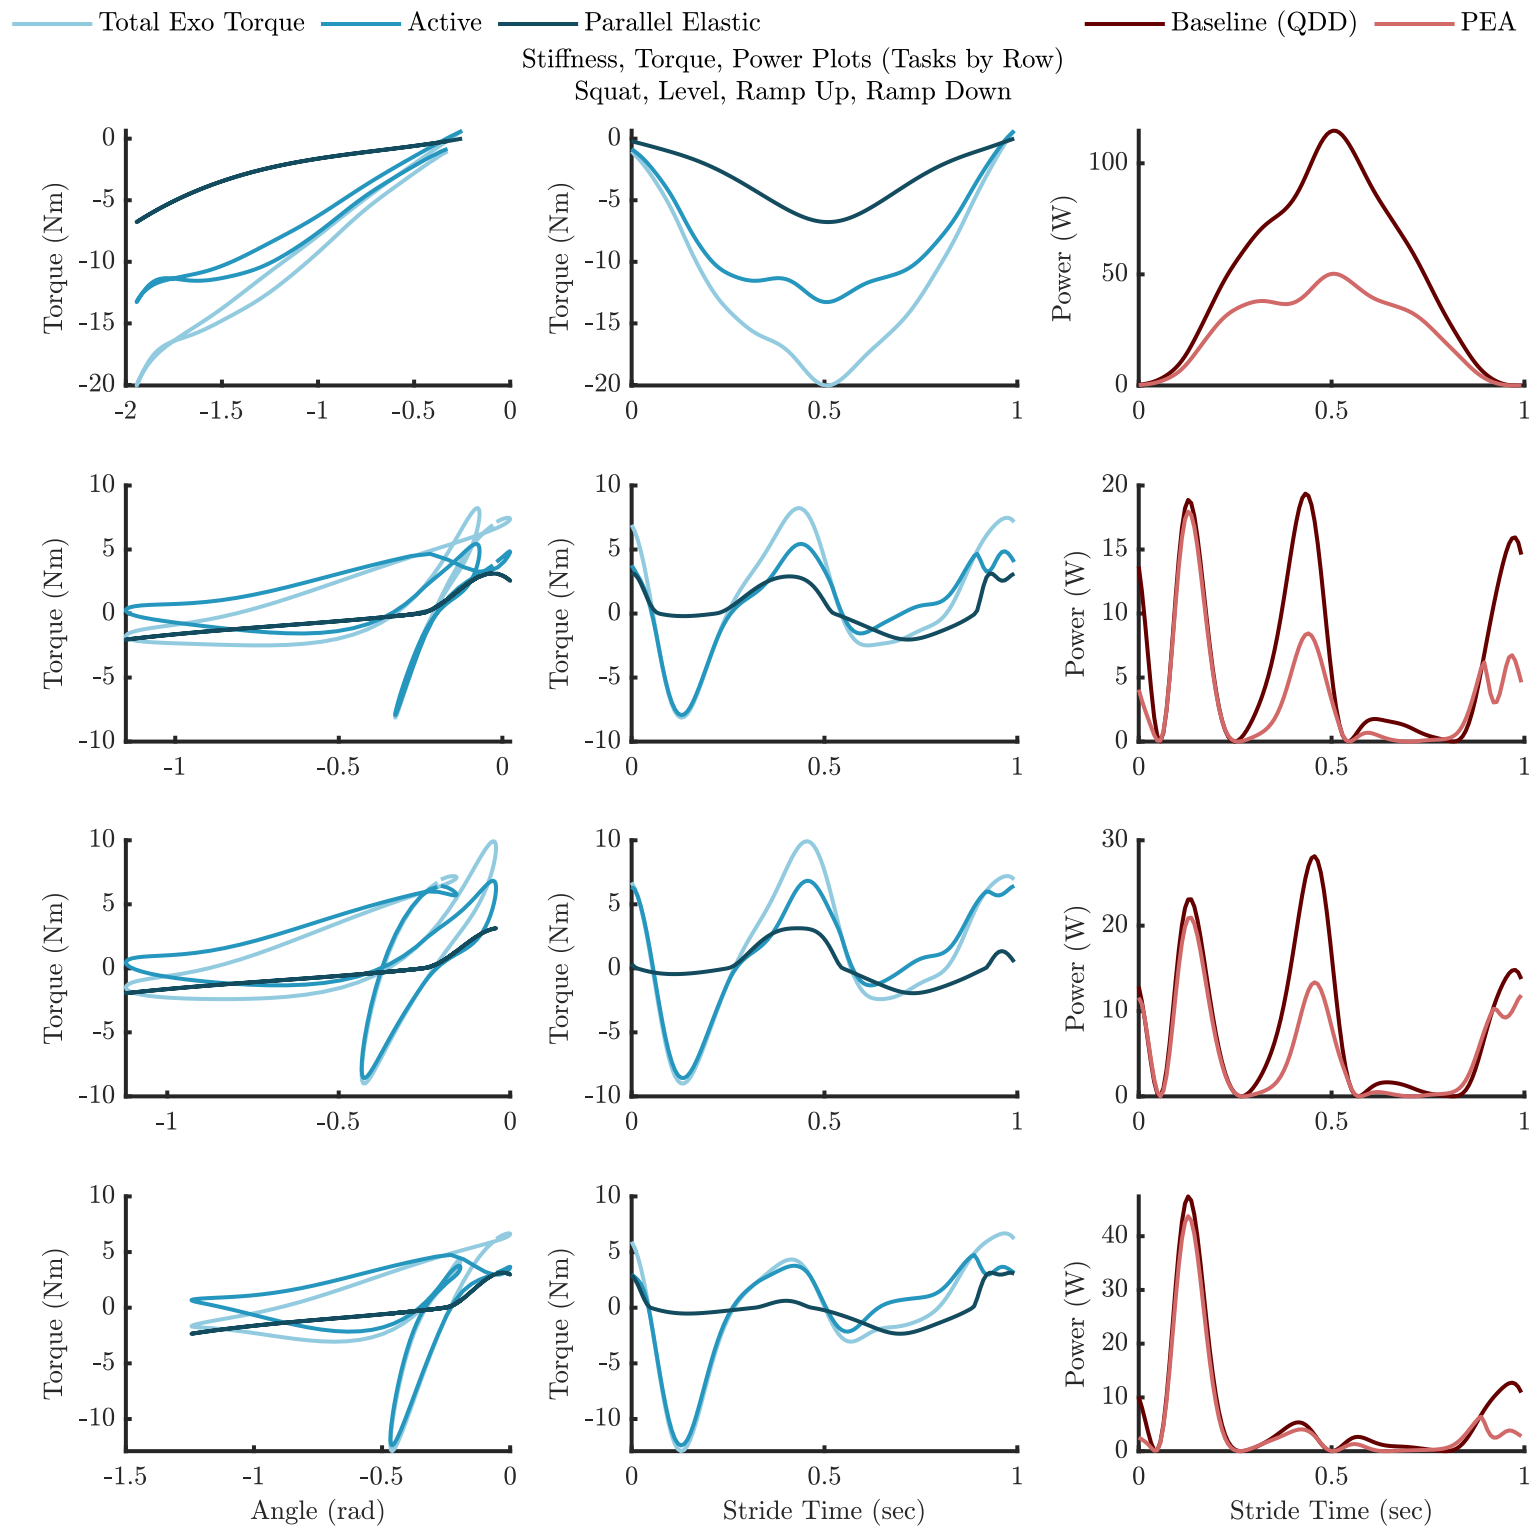 Total Exo Torque Active Parallel Elastic Baseline (QDD) PEA
Stiffness, Torque, Power Plots (Tasks by Row)
Squat, Level, Ramp Up, Ramp Down
Torque (Nm)
0
-5
-10
-15
-20
-2 -1.5 -1 -0.5 0
Torque (Nm)
0
-5
-10
-15
-20
0 0.5 1
Power (W)
100
50
0
0 0.5 1
Torque (Nm)
10
5
0
-5
-10
-1 -0.5 0
Torque (Nm)
10
5
0
-5
-10
0 0.5 1
Power (W)
20
15
10
5
0
0 0.5 1
Torque (Nm)
10
5
0
-5
-10
-1 -0.5 0
Torque (Nm)
10
5
0
-5
-10
0 0.5 1
Power (W)
30
20
10
0
0 0.5 1
Torque (Nm)
10
5
0
-5
-10
-1.5 -1 -0.5 0
Angle (rad)
Torque (Nm)
10
5
0
-5
-10
0 0.5 1
Stride Time (sec)
Power (W)
40
30
20
10
0
0 0.5 1
Stride Time (sec)